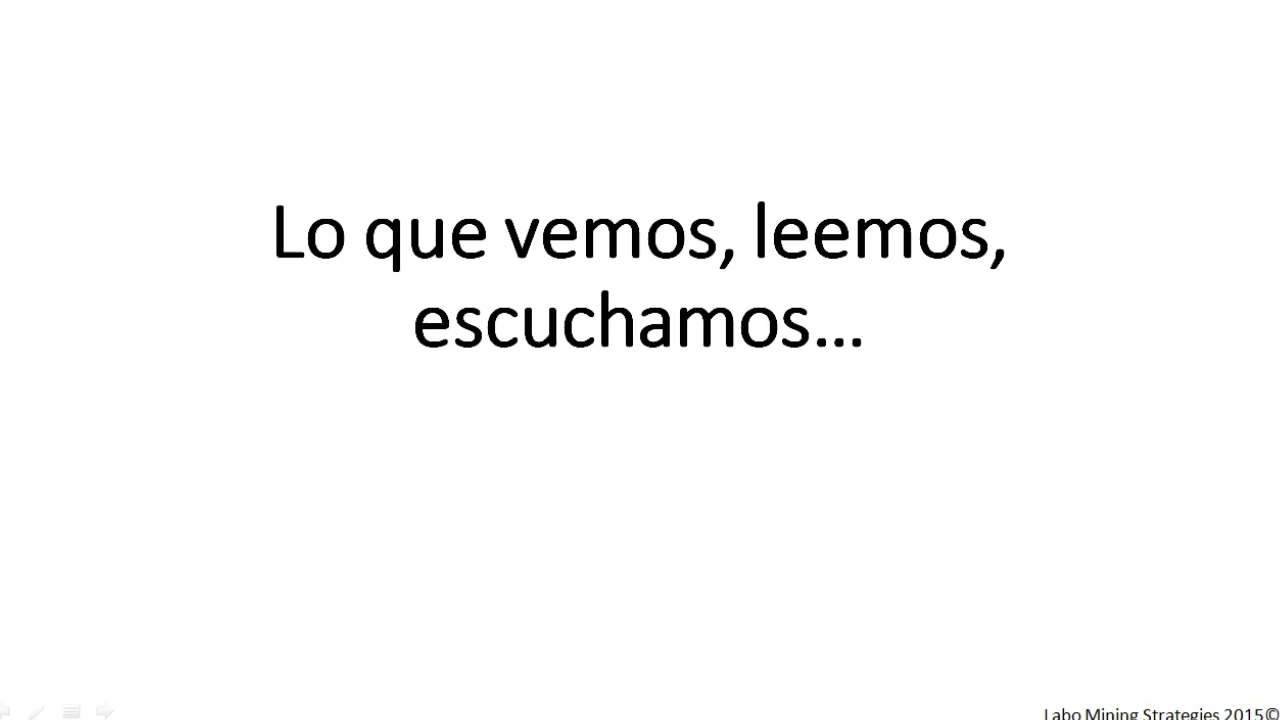 Lo que vemos, leemos,
escuchamos...
Labo Mining Strategies 2015©